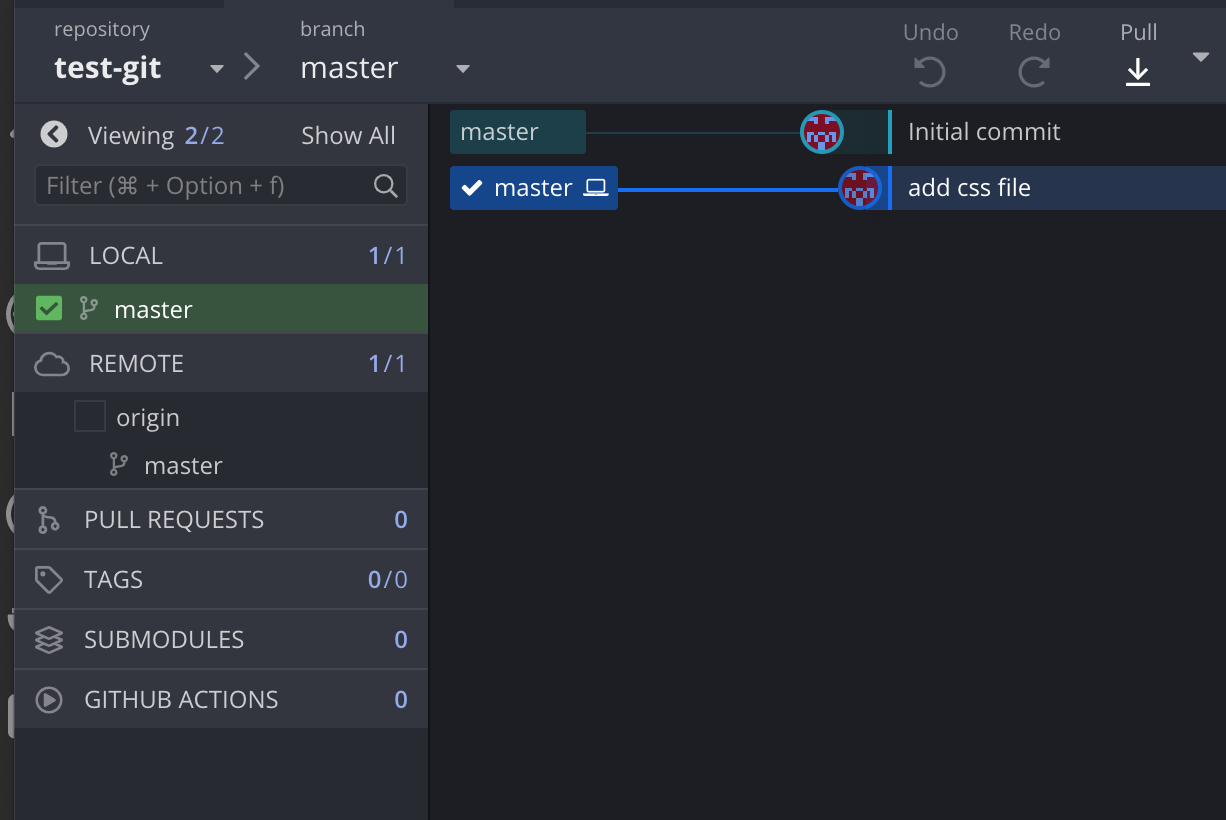 repository
test-git
branch
master
Undo
Redo
Pull
Viewing 2/2
Show All
Filter (⌘ + Option + f)
LOCAL 1/1
master
REMOTE 1/1
origin
master
PULL REQUESTS 0
TAGS 0/0
SUBMODULES 0
GITHUB ACTIONS 0
master Initial commit
master add css file